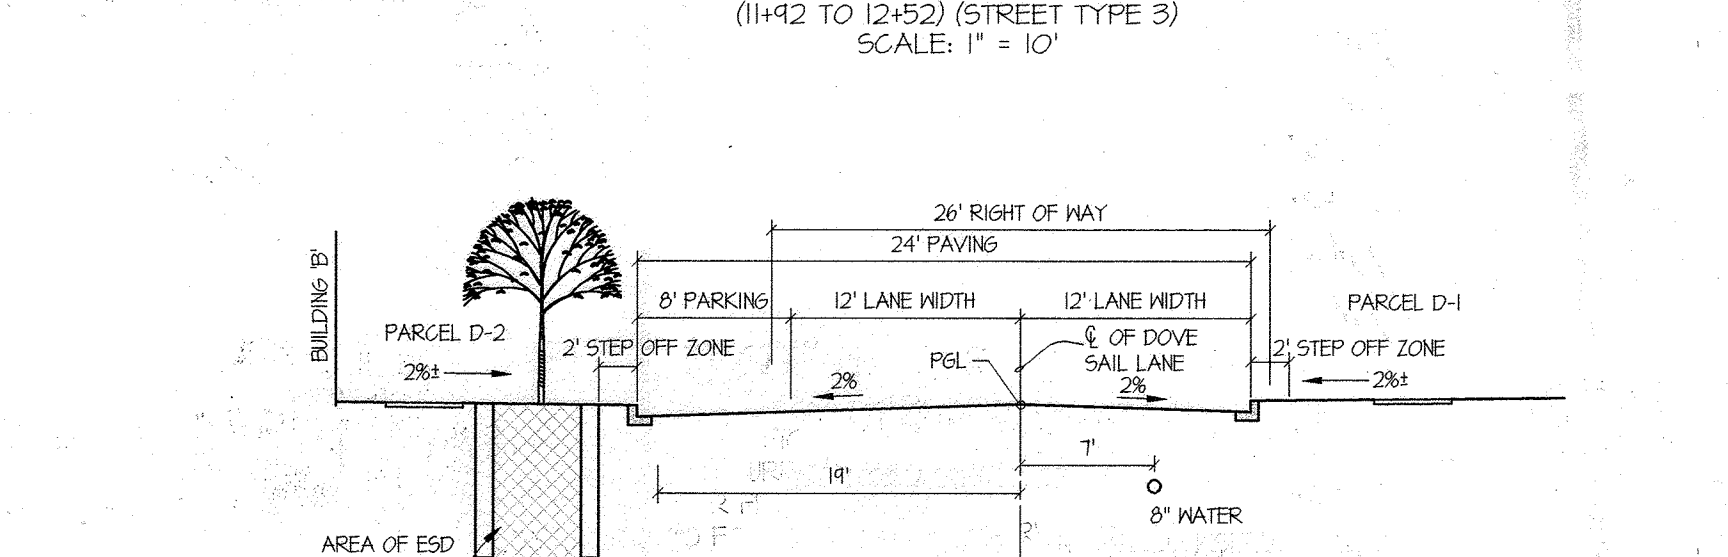 (11+92 TO 12+52) (STREET TYPE 3)
SCALE: 1" = 10'
26' RIGHT OF WAY
24' PAVING
8' PARKING
12' LANE WIDTH
12' LANE WIDTH
PARCEL D-1
BUILDING 'B'
PARCEL D-2
2' STEP OFF ZONE
℄ OF DOVE
SAIL LANE
2' STEP OFF ZONE
PGL
2%±
2%
2%
2%±
7'
19'
8" WATER
AREA OF ESD